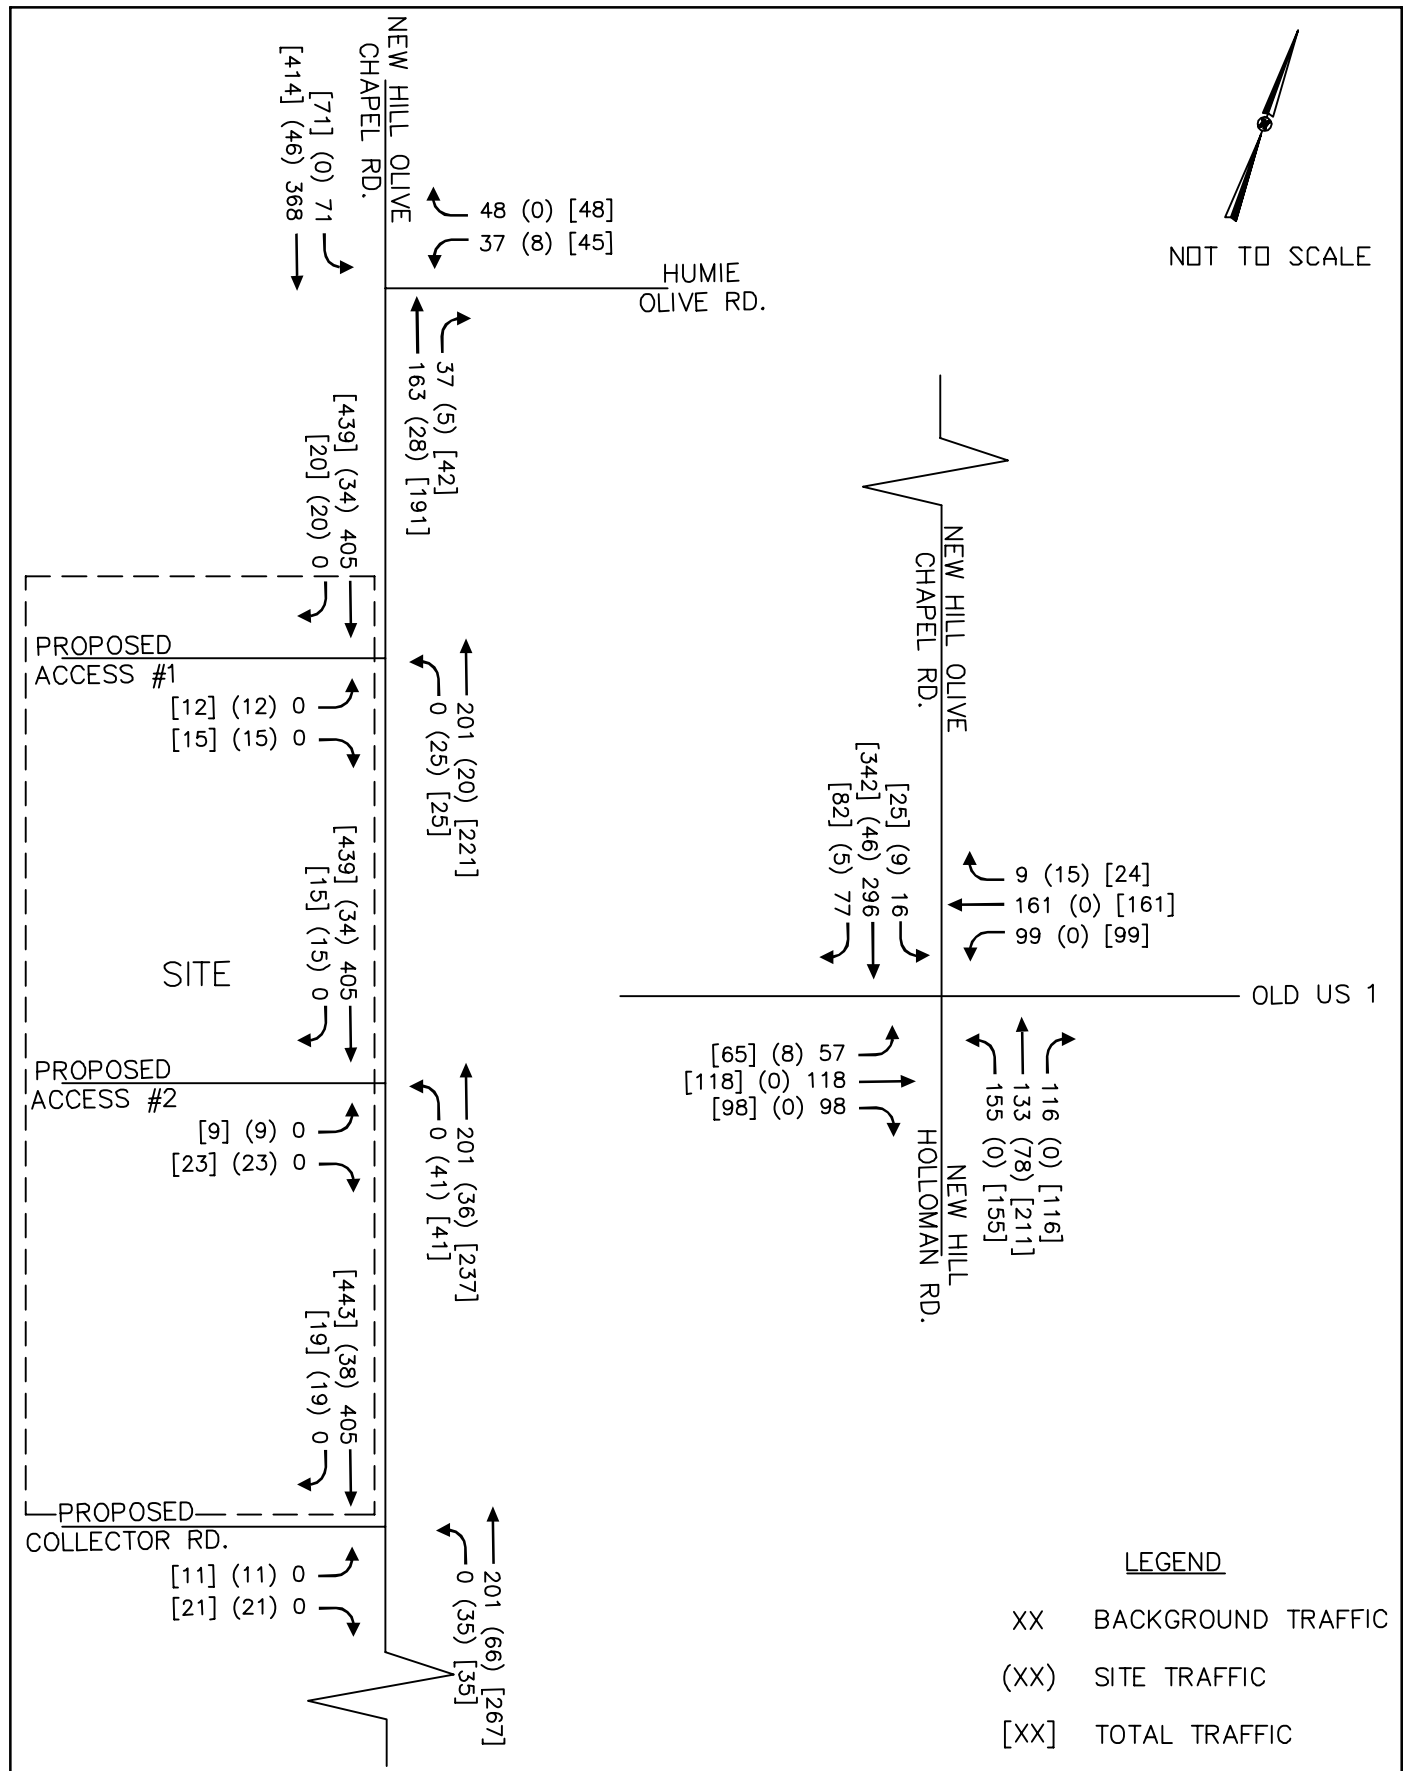 NEW HILL OLIVE
CHAPEL RD.
[71] (0) 71
[414] (46) 368
48 (0) [48]
37 (8) [45]
HUMIE
OLIVE RD.
NOT TO SCALE
37 (5) [42]
163 (28) [191]
[439] (34) 405
[20] (20) 0
PROPOSED
ACCESS #1
[12] (12) 0
[15] (15) 0
201 (20) [221]
0 (25) [25]
NEW HILL OLIVE
CHAPEL RD.
[25] (9) 16
[342] (46) 296
[82] (5) 77
9 (15) [24]
161 (0) [161]
99 (0) [99]
OLD US 1
[65] (8) 57
[118] (0) 118
[98] (0) 98
116 (0) [116]
133 (78) [211]
155 (0) [155]
NEW HILL
HOLLOMAN RD.
[439] (34) 405
[15] (15) 0
SITE
PROPOSED
ACCESS #2
[9] (9) 0
[23] (23) 0
201 (36) [237]
0 (41) [41]
[443] (38) 405
[19] (19) 0
PROPOSED
COLLECTOR RD.
[11] (11) 0
[21] (21) 0
201 (66) [267]
0 (35) [35]
LEGEND
XX BACKGROUND TRAFFIC
(XX) SITE TRAFFIC
[XX] TOTAL TRAFFIC